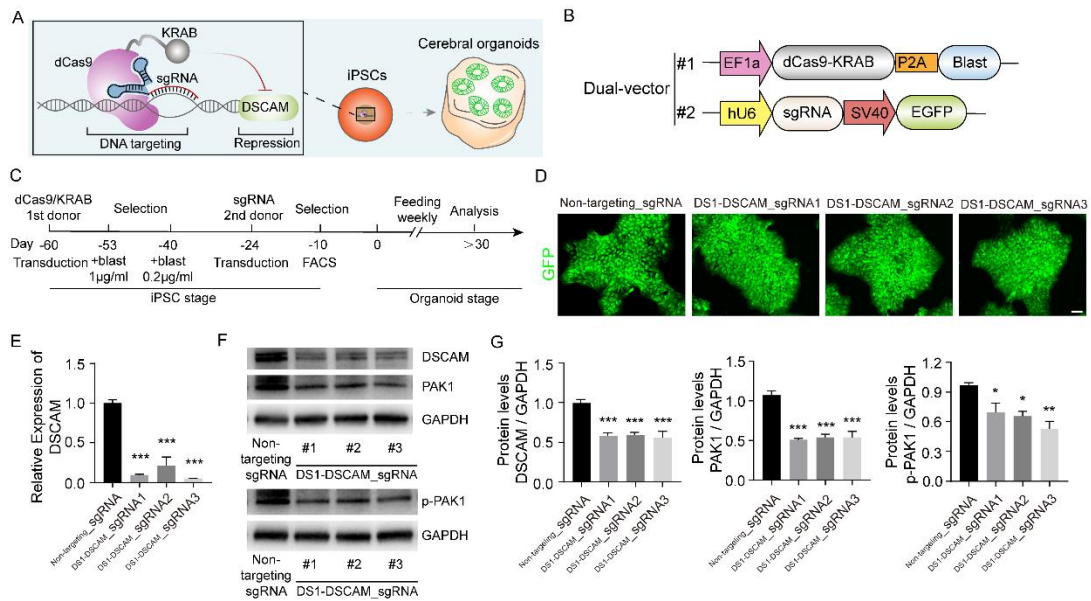 A
KRAB
dCas9
sgRNA
DSCAM
DNA targeting
Repression
iPSCs
Cerebral organoids
B
Dual-vector
#1
EF1a
dCas9-KRAB
P2A
Blast
#2
hU6
sgRNA
SV40
EGFP
C
dCas9/KRAB
1st donor
Selection
sgRNA
2nd donor
Selection
Feeding
weekly
Analysis
Day
-60
-53
-40
-24
-10
0
>30
Transduction
+blast
1μg/ml
+blast
0.2μg/ml
Transduction
FACS
iPSC stage
Organoid stage
D
Non-targeting_sgRNA
DS1-DSCAM_sgRNA1
DS1-DSCAM_sgRNA2
DS1-DSCAM_sgRNA3
GFP
E
Relative Expression of
DSCAM
1.5
1.0
0.5
0.0
***
***
***
Non-targeting_sgRNA
DS1-DSCAM_sgRNA1
DS1-DSCAM_sgRNA2
DS1-DSCAM_sgRNA3
F
DSCAM
PAK1
GAPDH
Non-
targeting
sgRNA
#1
#2
#3
DS1-DSCAM_sgRNA
p-PAK1
GAPDH
Non-
targeting
sgRNA
#1
#2
#3
DS1-DSCAM_sgRNA
G
Protein levels
DSCAM / GAPDH
1.5
1.0
0.5
0.0
***
***
***
Non-targeting_sgRNA
DS1-DSCAM_sgRNA1
DS1-DSCAM_sgRNA2
DS1-DSCAM_sgRNA3
Protein levels
PAK1 / GAPDH
1.5
1.0
0.5
0.0
***
***
***
Non-targeting_sgRNA
DS1-DSCAM_sgRNA1
DS1-DSCAM_sgRNA2
DS1-DSCAM_sgRNA3
Protein levels
p-PAK1 / GAPDH
1.2
0.9
0.6
0.3
0.0
*
*
**
Non-targeting_sgRNA
DS1-DSCAM_sgRNA1
DS1-DSCAM_sgRNA2
DS1-DSCAM_sgRNA3